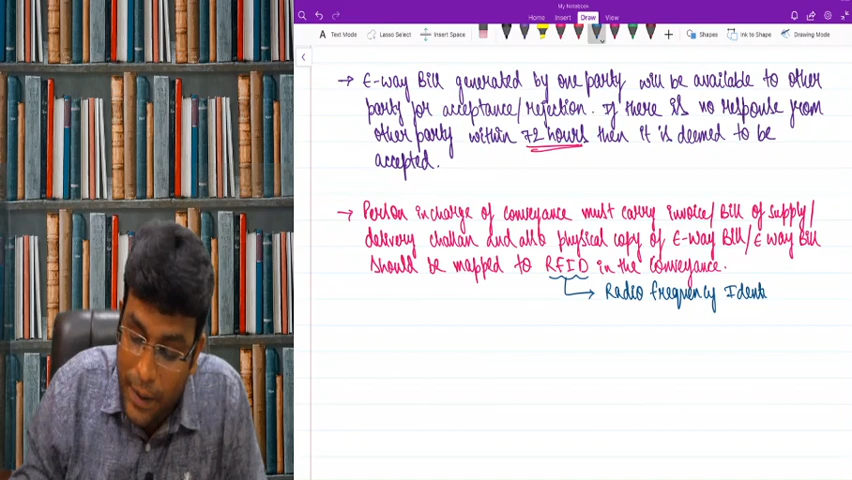 My Notebook
Home Insert Draw View
Text Mode Lasso Select Insert Space Shapes Ink to Shape Drawing Mode
→ E-way Bill generated by one party will be available to other
party for acceptance/rejection. If there is no response from
other party within 72 hours then it is deemed to be
accepted.
→ Person in charge of conveyance must carry invoice/Bill of supply/
delivery challan and also physical copy of E-way Bill/E way Bill
should be mapped to RFID in the conveyance.
→ Radio frequency Identi